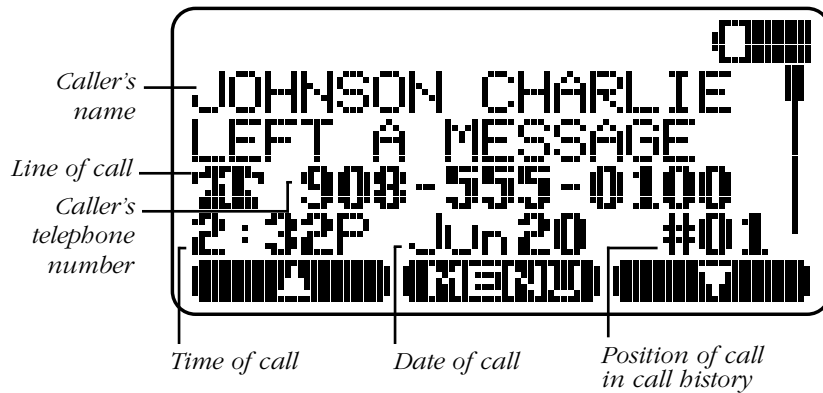 Caller's
name
JOHNSON CHARLIE
LEFT A MESSAGE
Line of call
908-555-0100
Caller's
telephone
number
2:32P Jun20 #01
MENU
Time of call
Date of call
Position of call
in call history